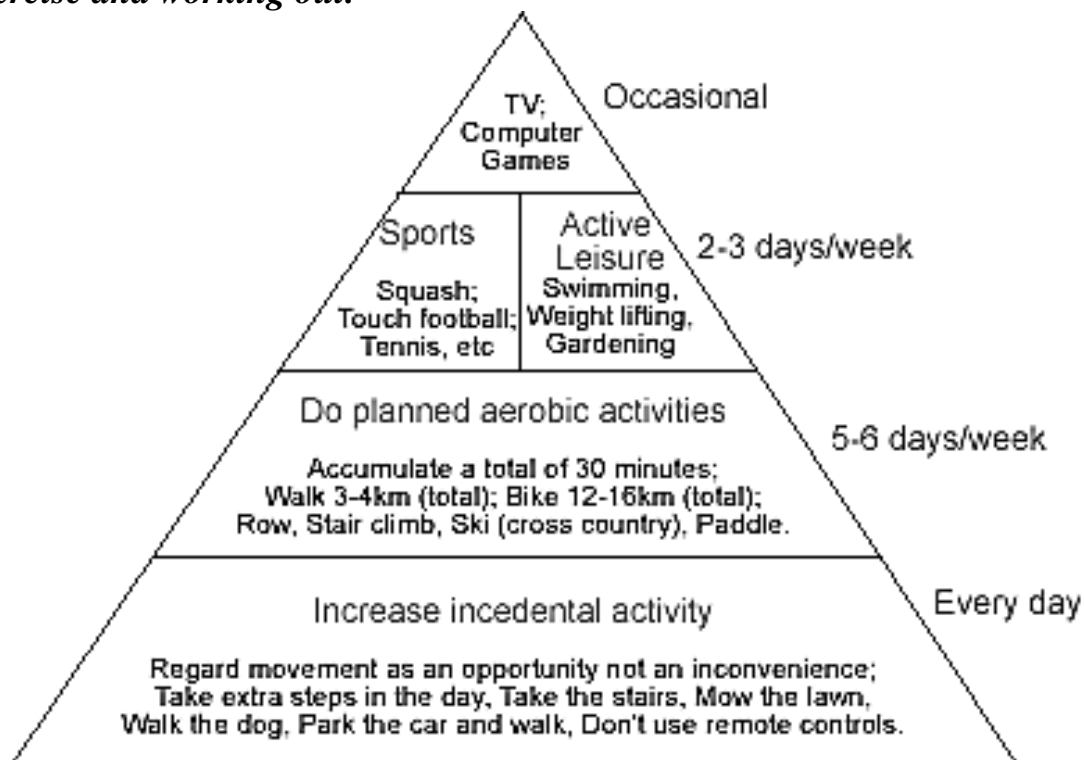 ercise and working out.
TV;
Computer
Games
Occasional
Sports
Squash;
Touch football;
Tennis, etc
Active
Leisure
Swimming,
Weight lifting,
Gardening
2-3 days/week
Do planned aerobic activities
Accumulate a total of 30 minutes;
Walk 3-4km (total); Bike 12-16km (total);
Row, Stair climb, Ski (cross country), Paddle.
5-6 days/week
Increase incedental activity
Every day
Regard movement as an opportunity not an inconvenience;
Take extra steps in the day, Take the stairs, Mow the lawn,
Walk the dog, Park the car and walk, Don't use remote controls.